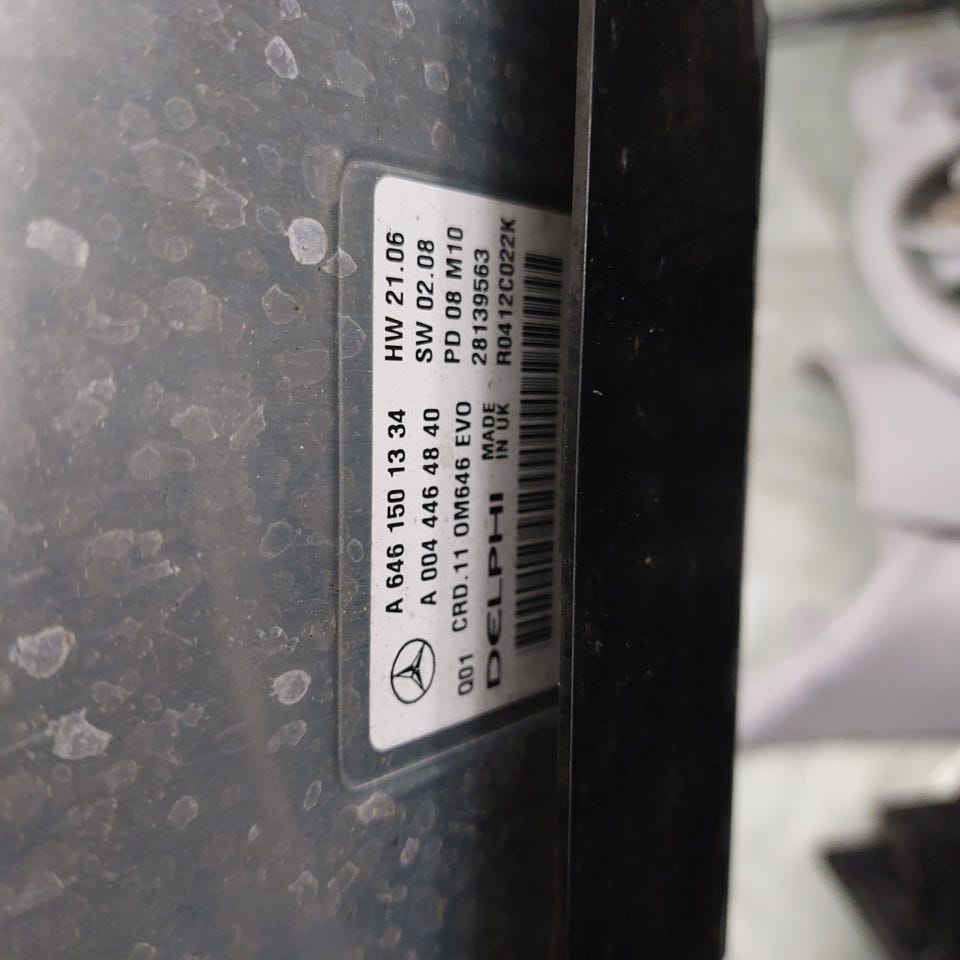 A 646 150 13 34 HW 21.06
A 004 446 48 40 SW 02.08
Q01 CRD.11 OM646 EVO PD 08 M10
DELPHI MADE IN UK 28139563
R0412C022K